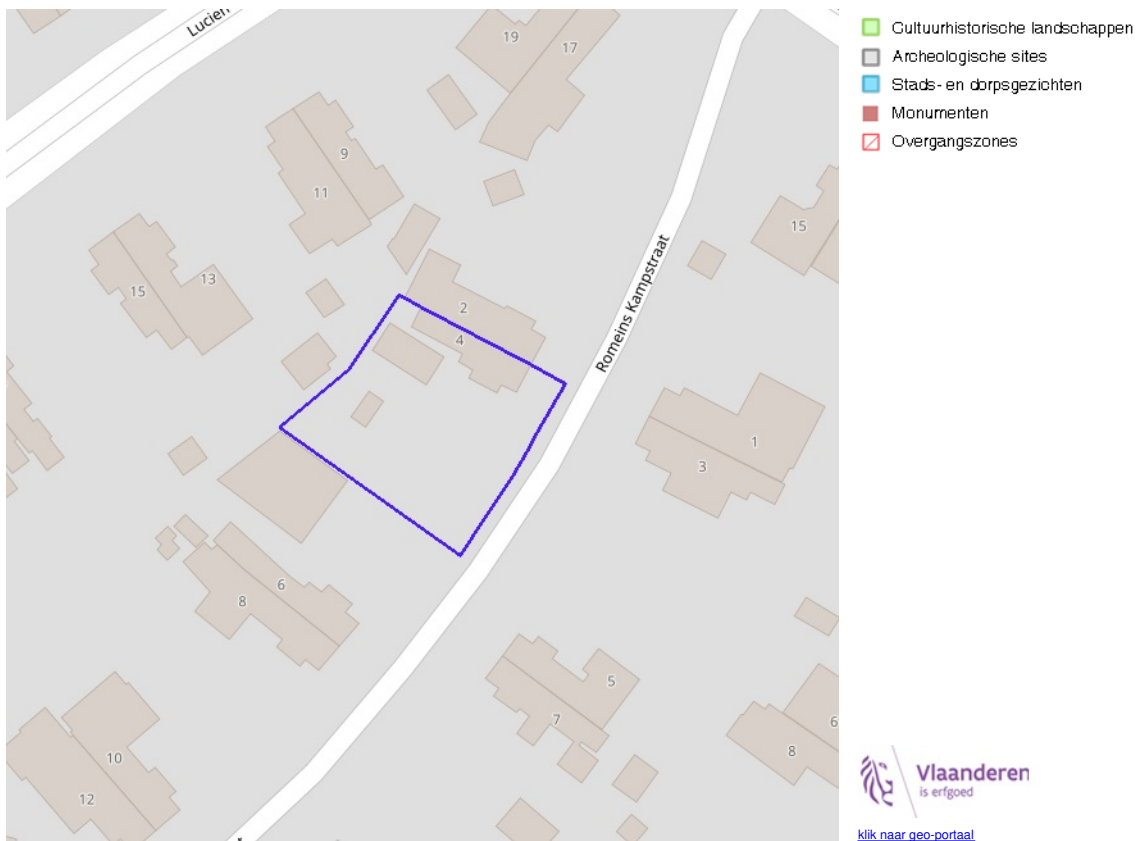 Lucien
19
17
9
11
15
13
15
2
4
Romeins Kampstraat
1
3
6
8
5
7
6
8
10
12
Cultuurhistorische landschappen
Archeologische sites
Stads- en dorpsgezichten
Monumenten
Overgangszones
Vlaanderen
is erfgoed
klik naar geo-portaal